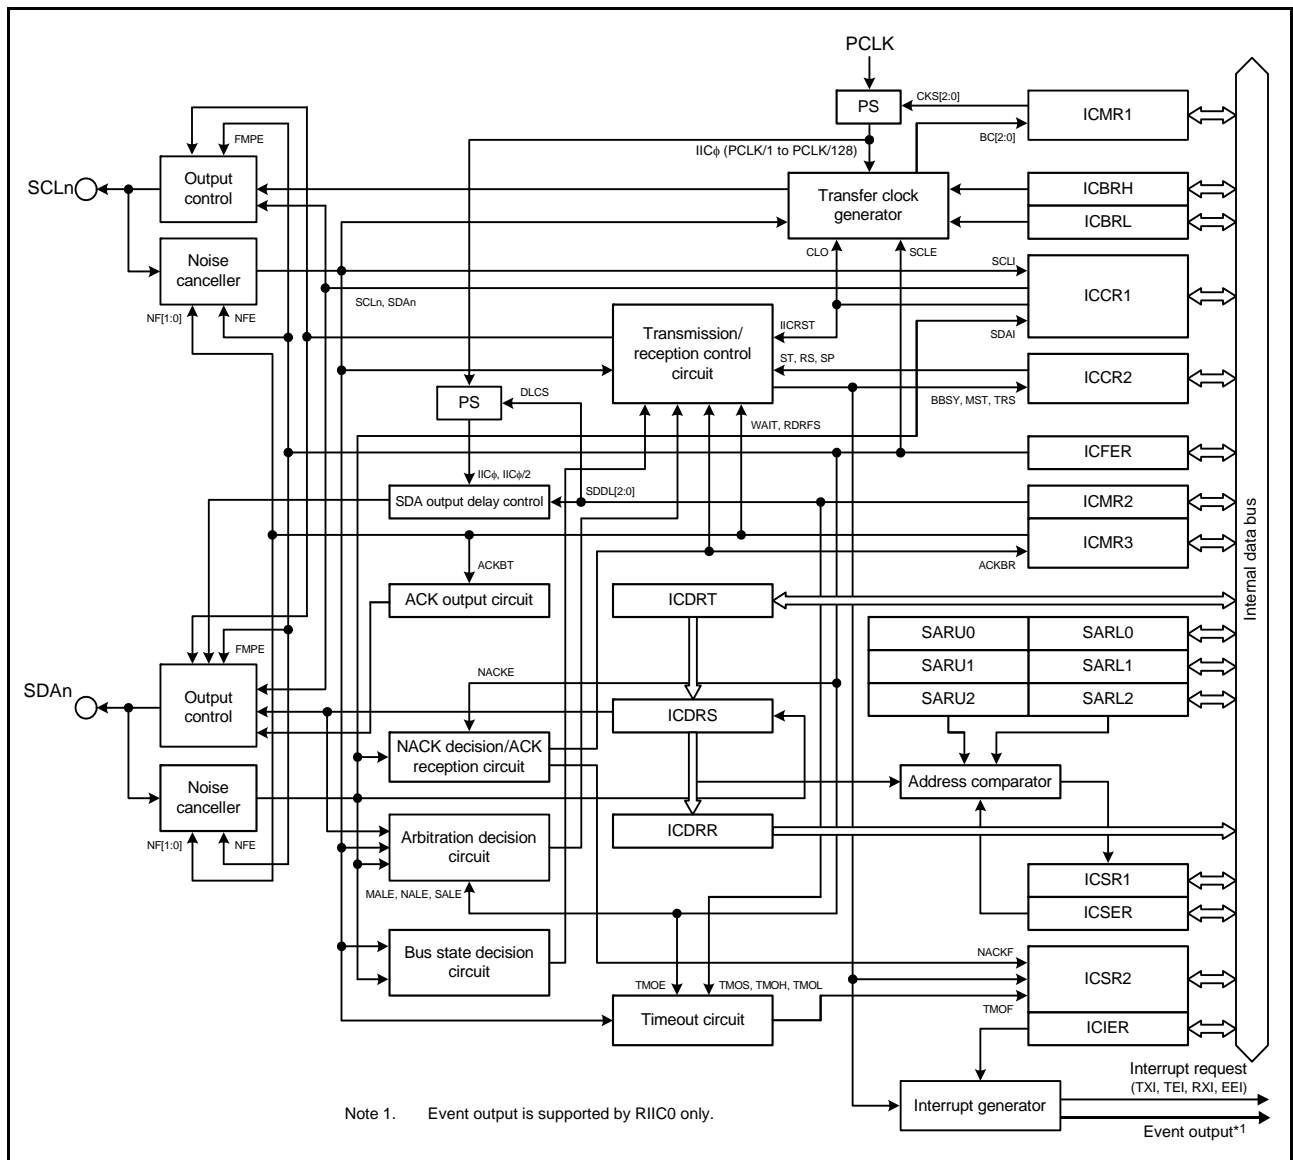 PCLK
PS
CKS[2:0]
ICMR1
BC[2:0]
IICφ (PCLK/1 to PCLK/128)
FMPE
SCLn
Output
control
Transfer clock
generator
ICBRH
ICBRL
CLO
SCLE
Noise
canceller
SCLI
ICCR1
SCLn, SDAn
NF[1:0]
NFE
IICRST
SDAI
Transmission/
reception control
circuit
ST, RS, SP
ICCR2
BBSY, MST, TRS
PS
DLCS
WAIT, RDRFS
ICFER
IICφ, IICφ/2
SDA output delay control
SDDL[2:0]
ICMR2
ICMR3
ACKBR
ACKBT
ACK output circuit
ICDRT
Internal data bus
SARU0
SARL0
SARU1
SARL1
SARU2
SARL2
FMPE
SDAn
Output
control
NACKE
ICDRS
NACK decision/ACK
reception circuit
Address comparator
Noise
canceller
ICDRR
NF[1:0]
NFE
Arbitration decision
circuit
MALE, NALE, SALE
ICSR1
ICSER
Bus state decision
circuit
NACKF
ICSR2
TMOE
TMOS, TMOH, TMOL
TMOF
Timeout circuit
ICIER
Interrupt request
(TXI, TEI, RXI, EEI)
Interrupt generator
Event output*1
Note 1. Event output is supported by RIIC0 only.